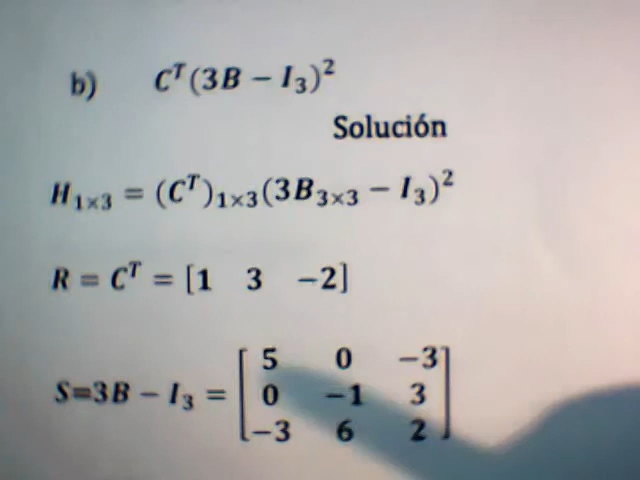 b) Cᵀ(3B − I₃)²
Solución
H₁ₓ₃ = (Cᵀ)₁ₓ₃(3B₃ₓ₃ − I₃)²
R = Cᵀ = [1 3 −2]
S=3B − I₃ = [5 0 −3
0 −1 3
−3 6 2]